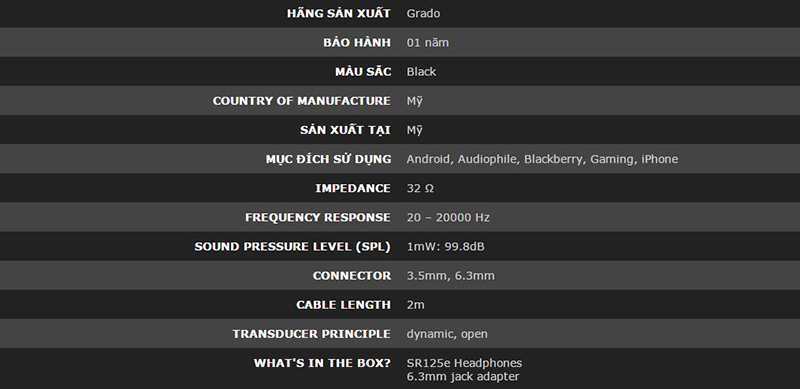 HÃNG SẢN XUẤT Grado
BẢO HÀNH 01 năm
MÀU SẮC Black
COUNTRY OF MANUFACTURE Mỹ
SẢN XUẤT TẠI Mỹ
MỤC ĐÍCH SỬ DỤNG Android, Audiophile, Blackberry, Gaming, iPhone
IMPEDANCE 32 Ω
FREQUENCY RESPONSE 20 – 20000 Hz
SOUND PRESSURE LEVEL (SPL) 1mW: 99.8dB
CONNECTOR 3.5mm, 6.3mm
CABLE LENGTH 2m
TRANSDUCER PRINCIPLE dynamic, open
WHAT'S IN THE BOX? SR125e Headphones
6.3mm jack adapter